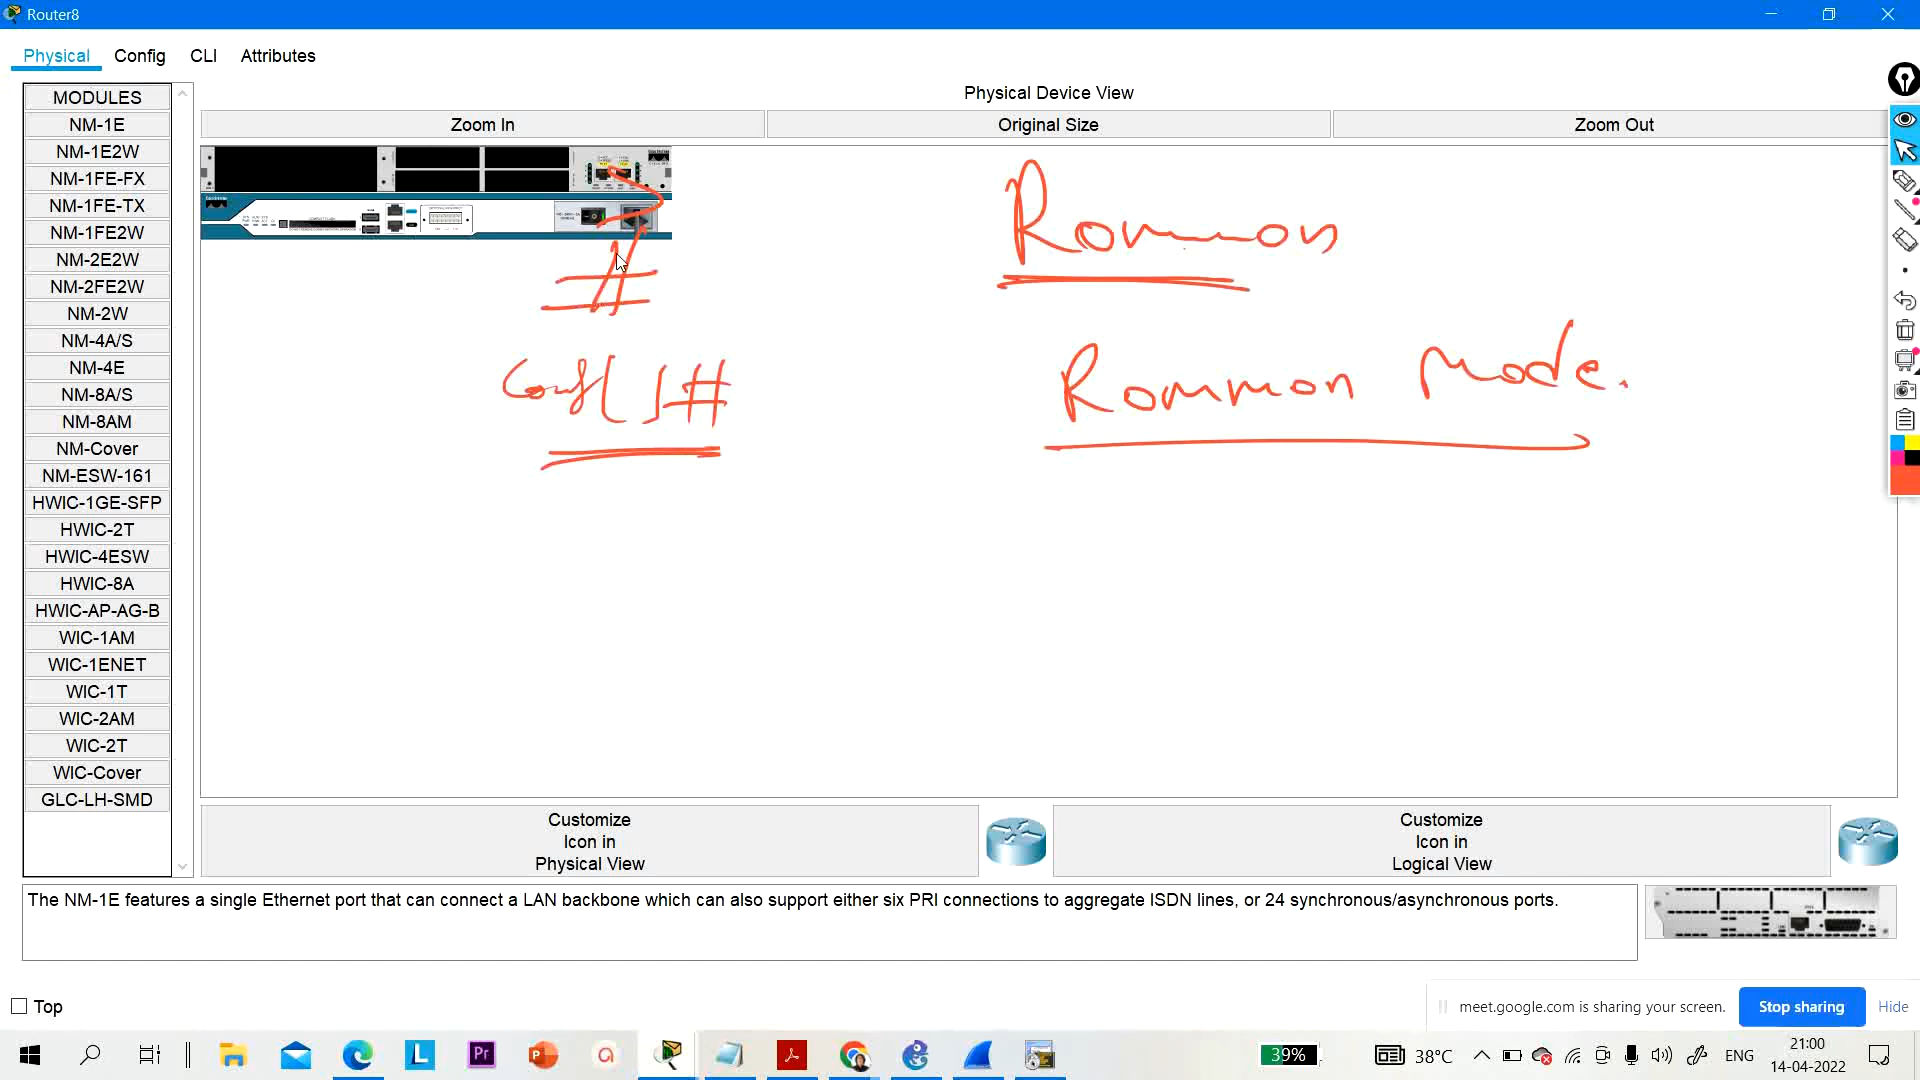 Router8
Physical
Config
CLI
Attributes
MODULES
NM-1E
NM-1E2W
NM-1FE-FX
NM-1FE-TX
NM-1FE2W
NM-2E2W
NM-2FE2W
NM-2W
NM-4A/S
NM-4E
NM-8A/S
NM-8AM
NM-Cover
NM-ESW-161
HWIC-1GE-SFP
HWIC-2T
HWIC-4ESW
HWIC-8A
HWIC-AP-AG-B
WIC-1AM
WIC-1ENET
WIC-1T
WIC-2AM
WIC-2T
WIC-Cover
GLC-LH-SMD
Physical Device View
Zoom In
Original Size
Zoom Out
Rommon
#
Conf( )#
Rommon Mode.
Customize
Icon in
Physical View
Customize
Icon in
Logical View
The NM-1E features a single Ethernet port that can connect a LAN backbone which can also support either six PRI connections to aggregate ISDN lines, or 24 synchronous/asynchronous ports.
Top
meet.google.com is sharing your screen.
Stop sharing
Hide
L
Pr
P
39%
38°C
ENG
21:00
14-04-2022